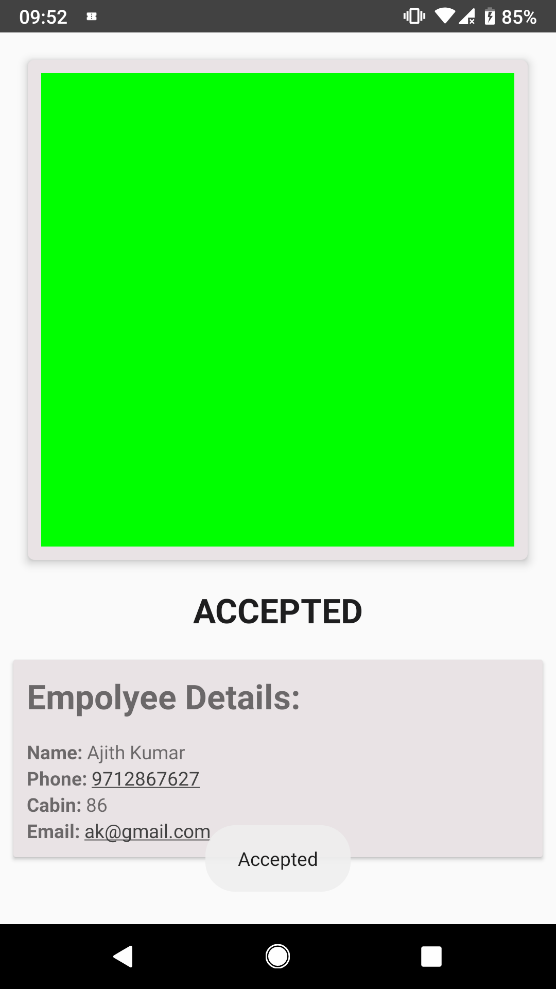 09:52
85%
ACCEPTED
Empolyee Details:
Name: Ajith Kumar
Phone: 9712867627
Cabin: 86
Email: ak@gmail.com
Accepted